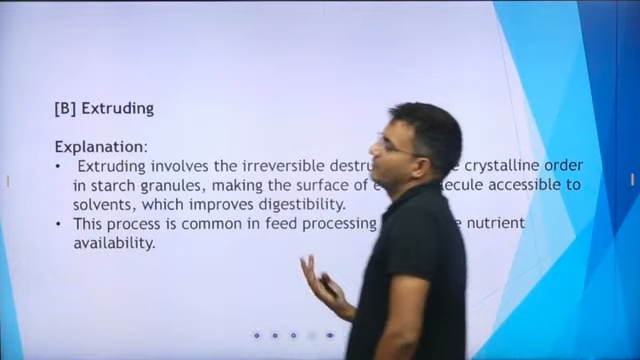 [B] Extruding
Explanation:
• Extruding involves the irreversible destru crystalline order
in starch granules, making the surface of accessible to
solvents, which improves digestibility.
• This process is common in feed processing nutrient
availability.